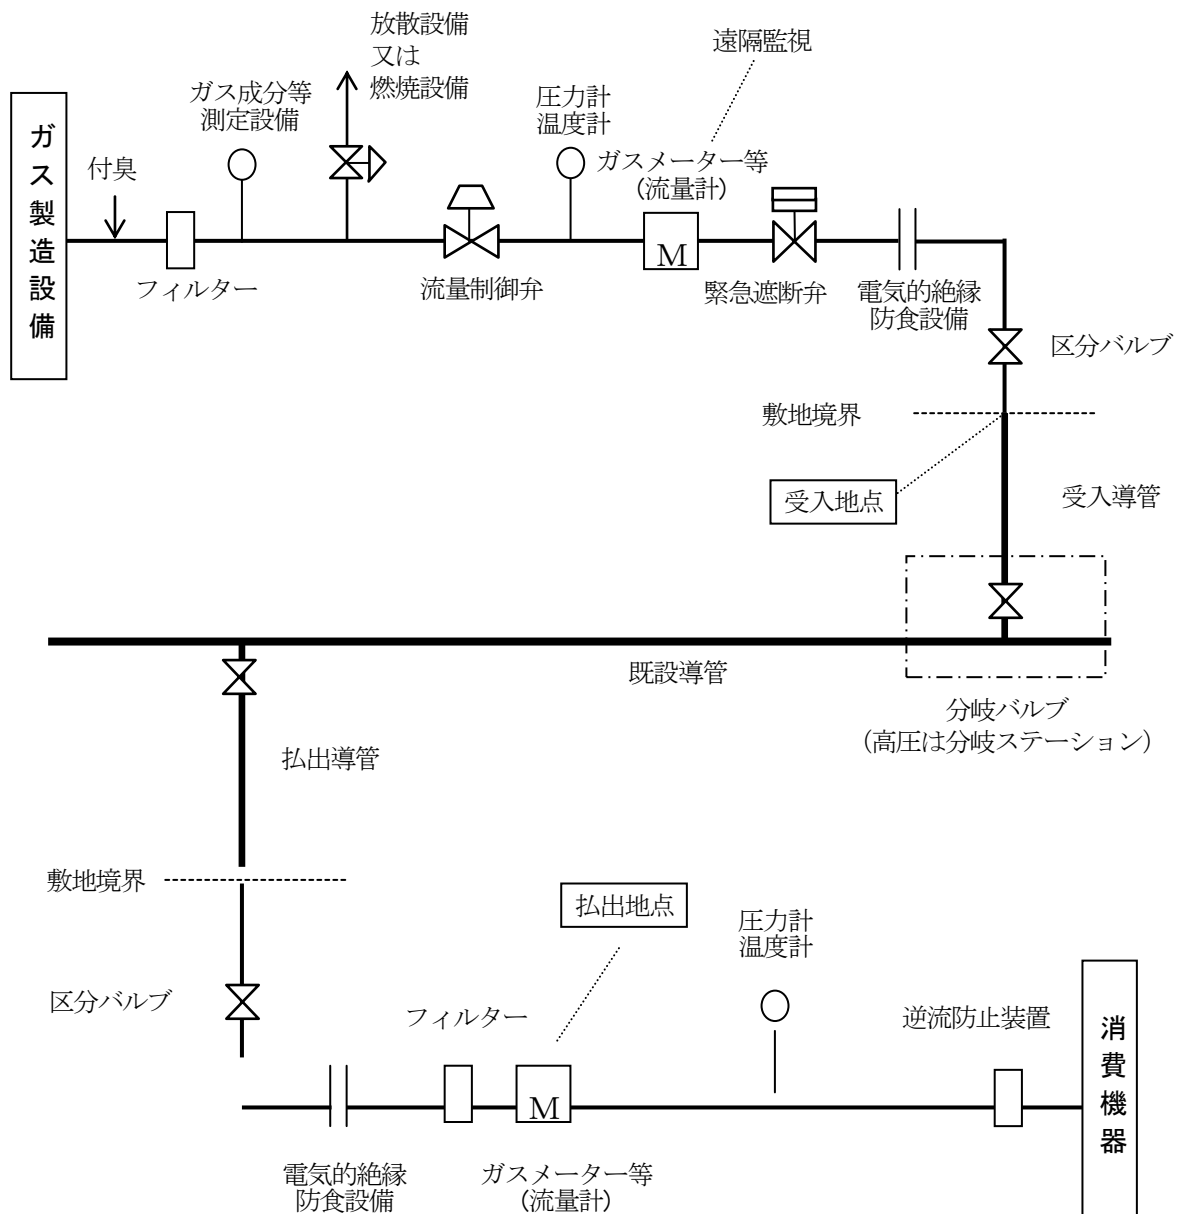 放散設備
又は
燃焼設備
遠隔監視
ガス成分等
測定設備
圧力計
温度計
ガス製造設備
付臭
ガスメーター等
(流量計)
M
フィルター
流量制御弁
緊急遮断弁
電気的絶縁
防食設備
区分バルブ
敷地境界
受入地点
受入導管
既設導管
分岐バルブ
(高圧は分岐ステーション)
払出導管
敷地境界
払出地点
圧力計
温度計
区分バルブ
フィルター
逆流防止装置
消費機器
M
電気的絶縁
防食設備
ガスメーター等
(流量計)